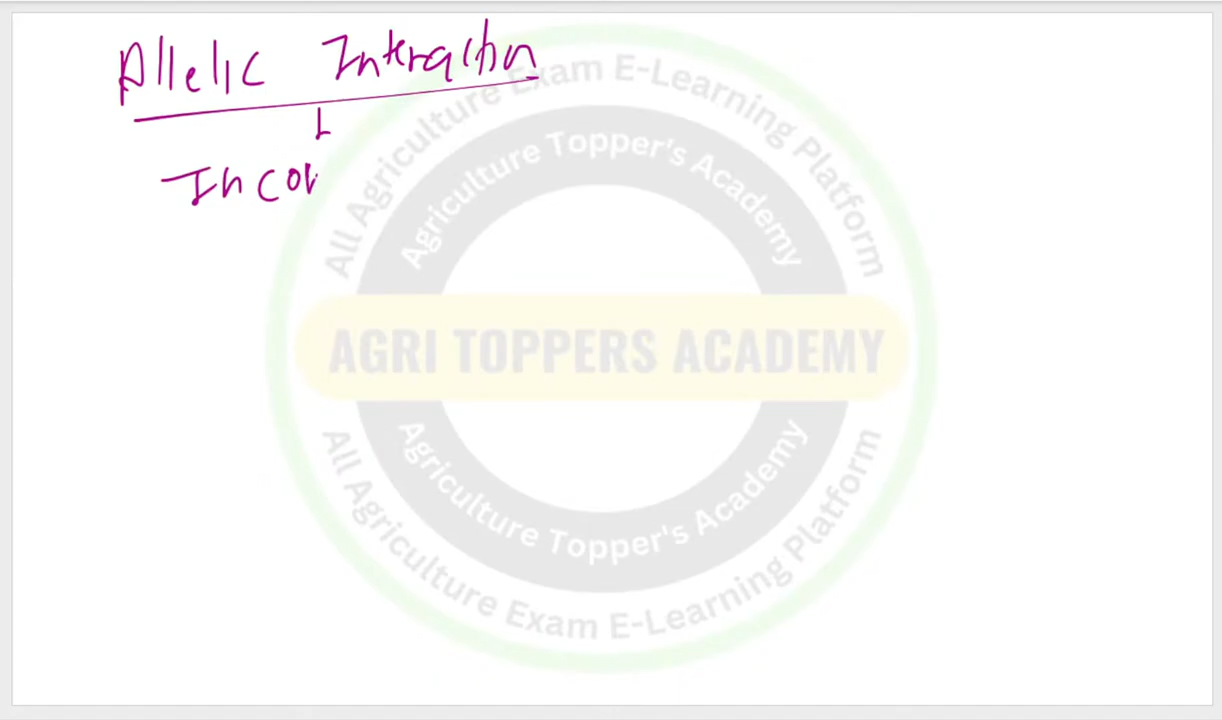 Allelic Interaction
Incom
All Agriculture Exam E-Learning Platform
Agriculture Topper's Academy
AGRI TOPPERS ACADEMY
Agriculture Topper's Academy
All Agriculture Exam E-Learning Platform